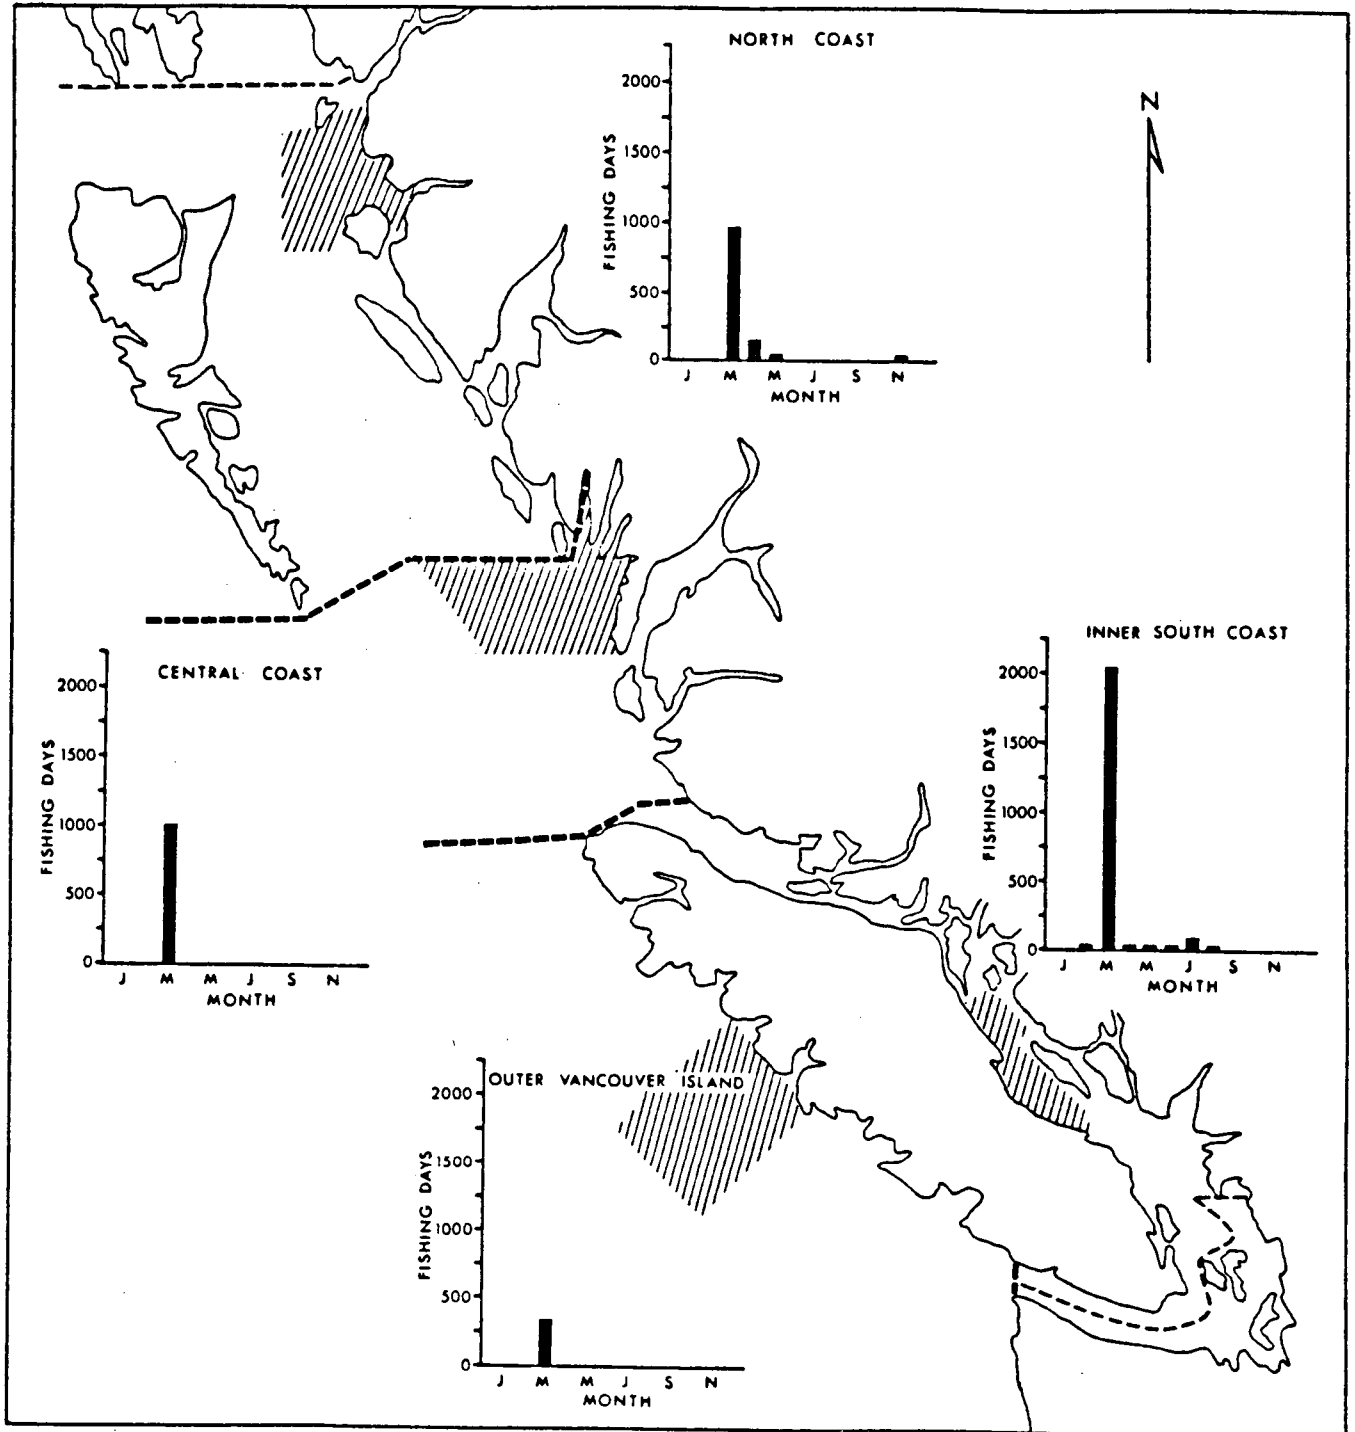 NORTH COAST
FISHING DAYS
2000
1500
1000
500
0
J M M J S N
MONTH
N
CENTRAL COAST
FISHING DAYS
2000
1500
1000
500
0
J M M J S N
MONTH
INNER SOUTH COAST
FISHING DAYS
2000
1500
1000
500
0
J M M J S N
MONTH
OUTER VANCOUVER ISLAND
FISHING DAYS
2000
1500
1000
500
0
J M M J S N
MONTH